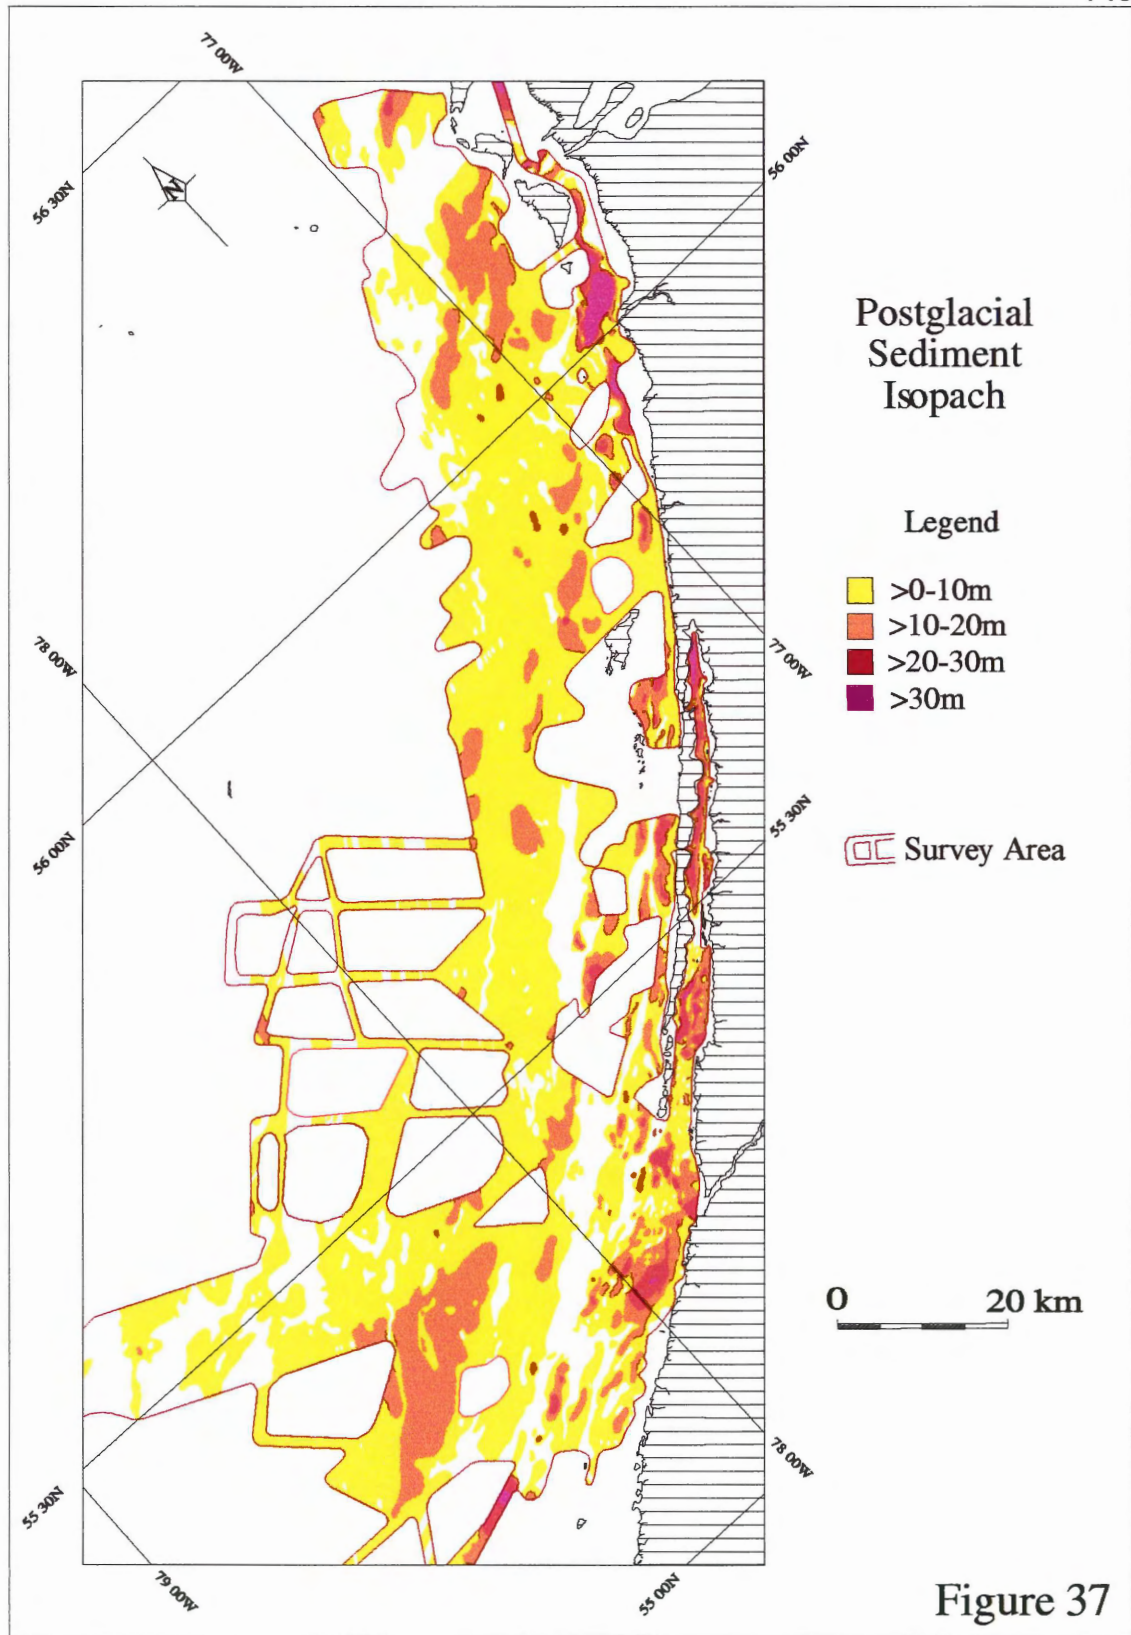 77 00W
56 30N
N
56 00N
Postglacial
Sediment
Isopach
Legend
>0-10m
>10-20m
>20-30m
>30m
78 00W
77 00W
55 30N
56 00N
Survey Area
0 20 km
78 00W
55 30N
79 00W
55 00N
Figure 37